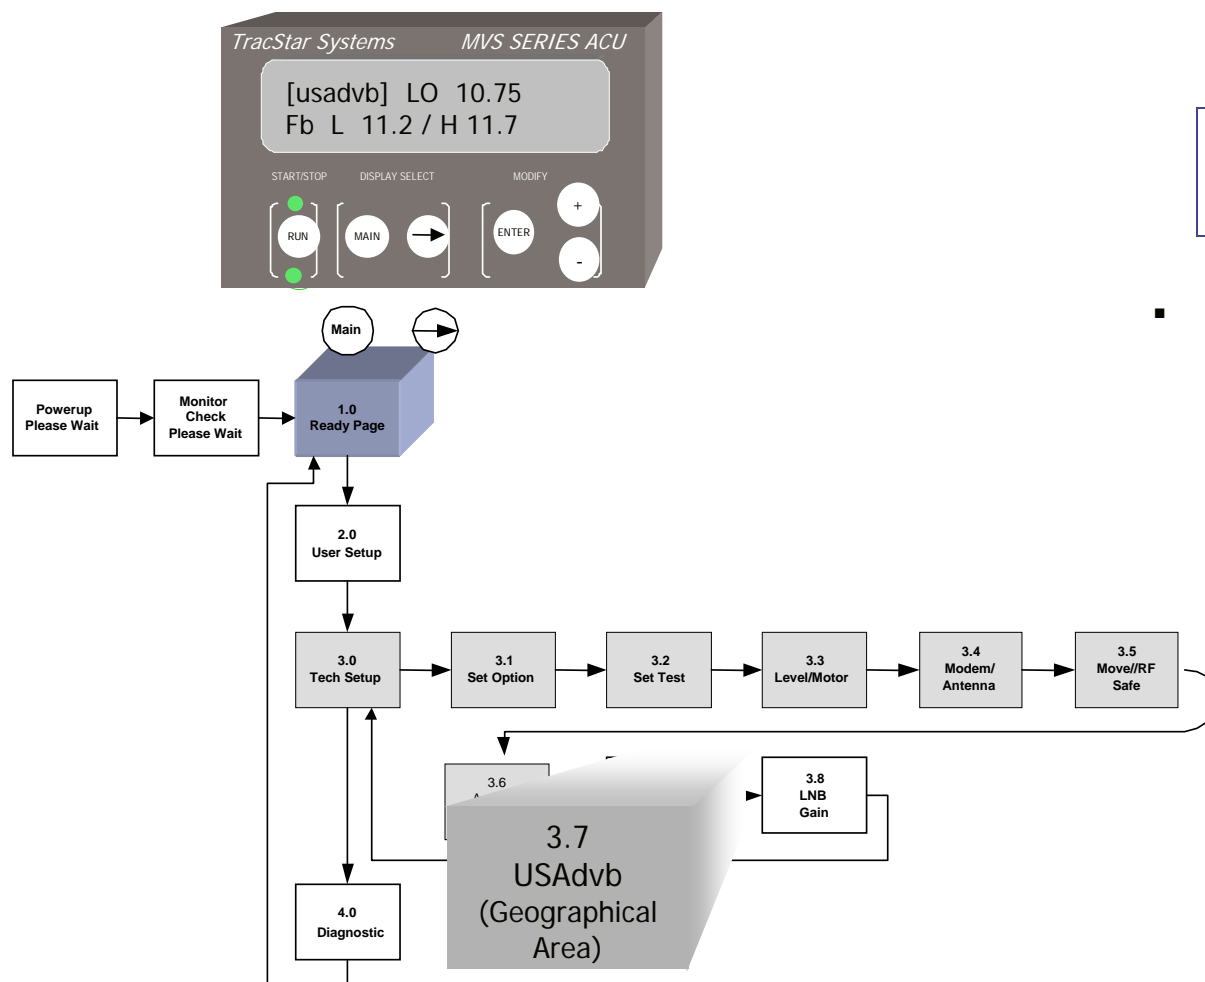 TracStar Systems MVS SERIES ACU
[usadvb] LO 10.75
Fb L 11.2 / H 11.7
START/STOP DISPLAY SELECT MODIFY
RUN MAIN ENTER + -
Main
Powerup
Please Wait
Monitor
Check
Please Wait
1.0
Ready Page
2.0
User Setup
3.0
Tech Setup
3.1
Set Option
3.2
Set Test
3.3
Level/Motor
3.4
Modem/
Antenna
3.5
Move//RF
Safe
3.6
3.7
USAdvb
(Geographical
Area)
3.8
LNB
Gain
4.0
Diagnostic